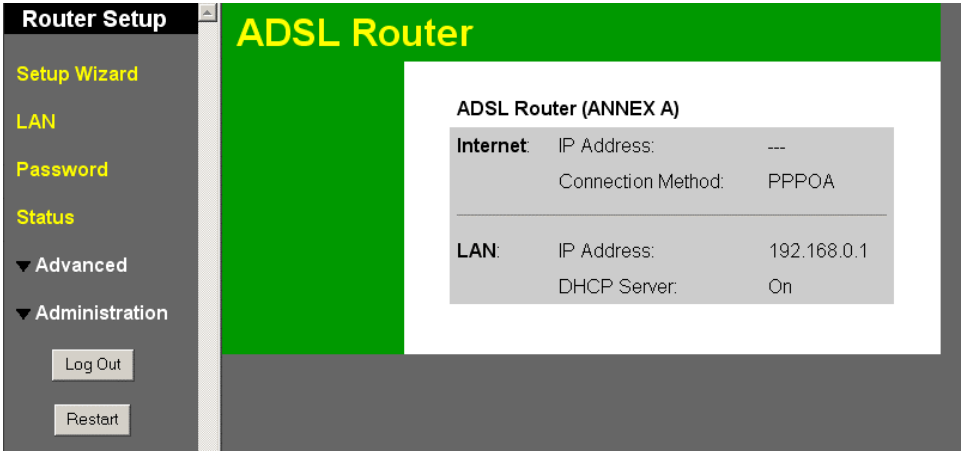 Router Setup
Setup Wizard
LAN
Password
Status
Advanced
Administration
Log Out
Restart
ADSL Router
ADSL Router (ANNEX A)
Internet: IP Address: ---
Connection Method: PPPOA
LAN: IP Address: 192.168.0.1
DHCP Server: On